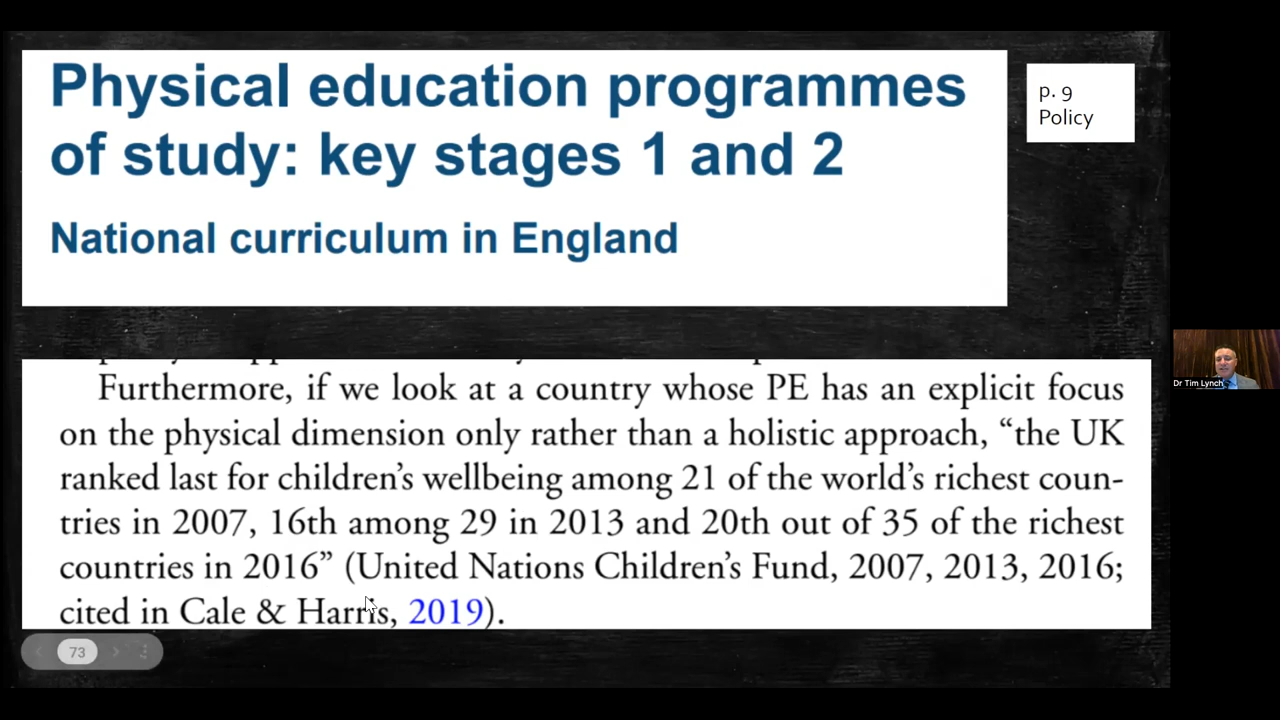 Physical education programmes
of study: key stages 1 and 2
National curriculum in England
p. 9
Policy
Furthermore, if we look at a country whose PE has an explicit focus
on the physical dimension only rather than a holistic approach, “the UK
ranked last for children’s wellbeing among 21 of the world’s richest coun-
tries in 2007, 16th among 29 in 2013 and 20th out of 35 of the richest
countries in 2016” (United Nations Children’s Fund, 2007, 2013, 2016;
cited in Cale & Harris, 2019).
73
Dr Tim Lynch